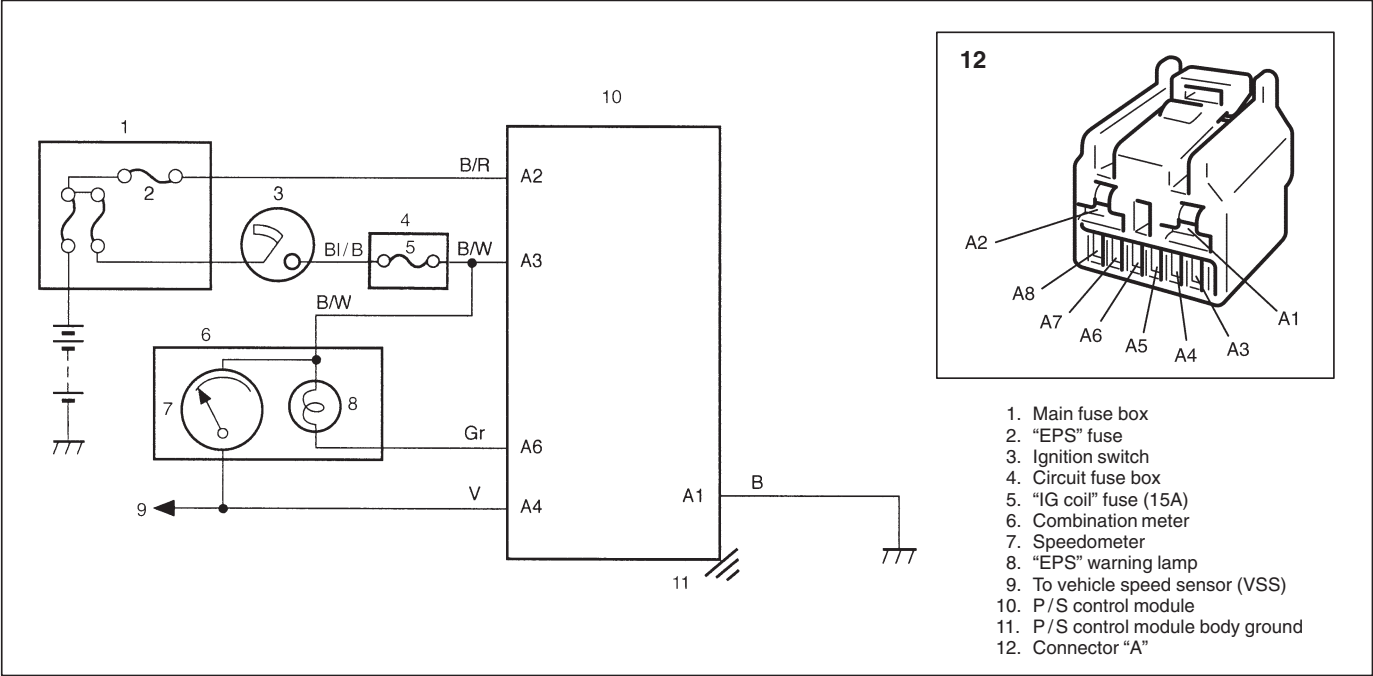 10
1
B/R
A2
2
3
4
5
Bl/B
B/W
A3
B/W
6
7
8
Gr
A6
V
A4
9
A1
B
11
12
A2
A8
A7
A6
A5
A4
A3
A1
1. Main fuse box
2. “EPS” fuse
3. Ignition switch
4. Circuit fuse box
5. “IG coil” fuse (15A)
6. Combination meter
7. Speedometer
8. “EPS” warning lamp
9. To vehicle speed sensor (VSS)
10. P/S control module
11. P/S control module body ground
12. Connector “A”